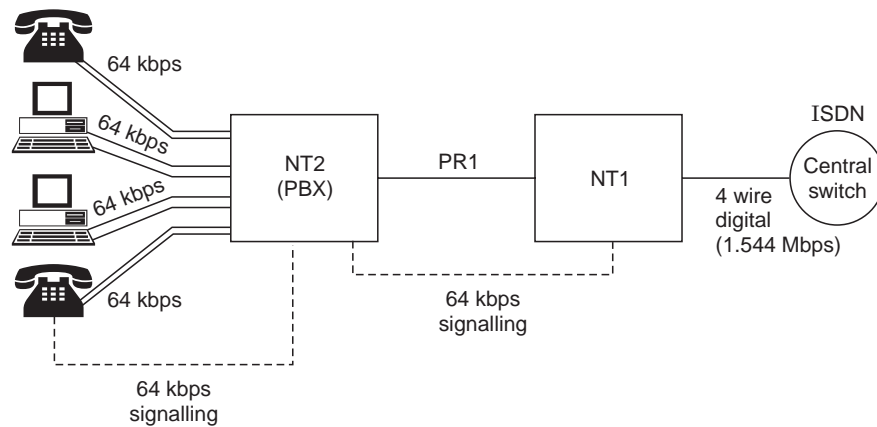 64 kbps
64 kbps
64 kbps
64 kbps
64 kbps
signalling
NT2
(PBX)
PR1
64 kbps
signalling
NT1
4 wire
digital
(1.544 Mbps)
ISDN
Central
switch